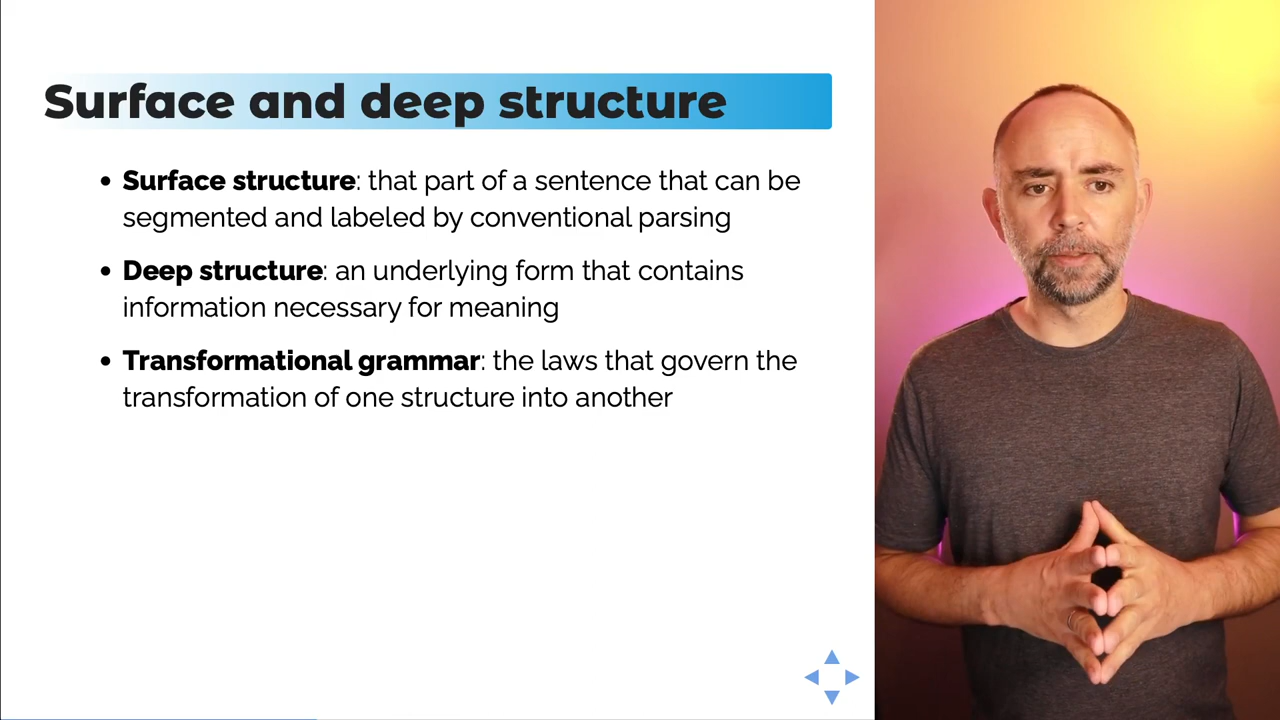 Surface and deep structure
• Surface structure: that part of a sentence that can be
segmented and labeled by conventional parsing
• Deep structure: an underlying form that contains
information necessary for meaning
• Transformational grammar: the laws that govern the
transformation of one structure into another